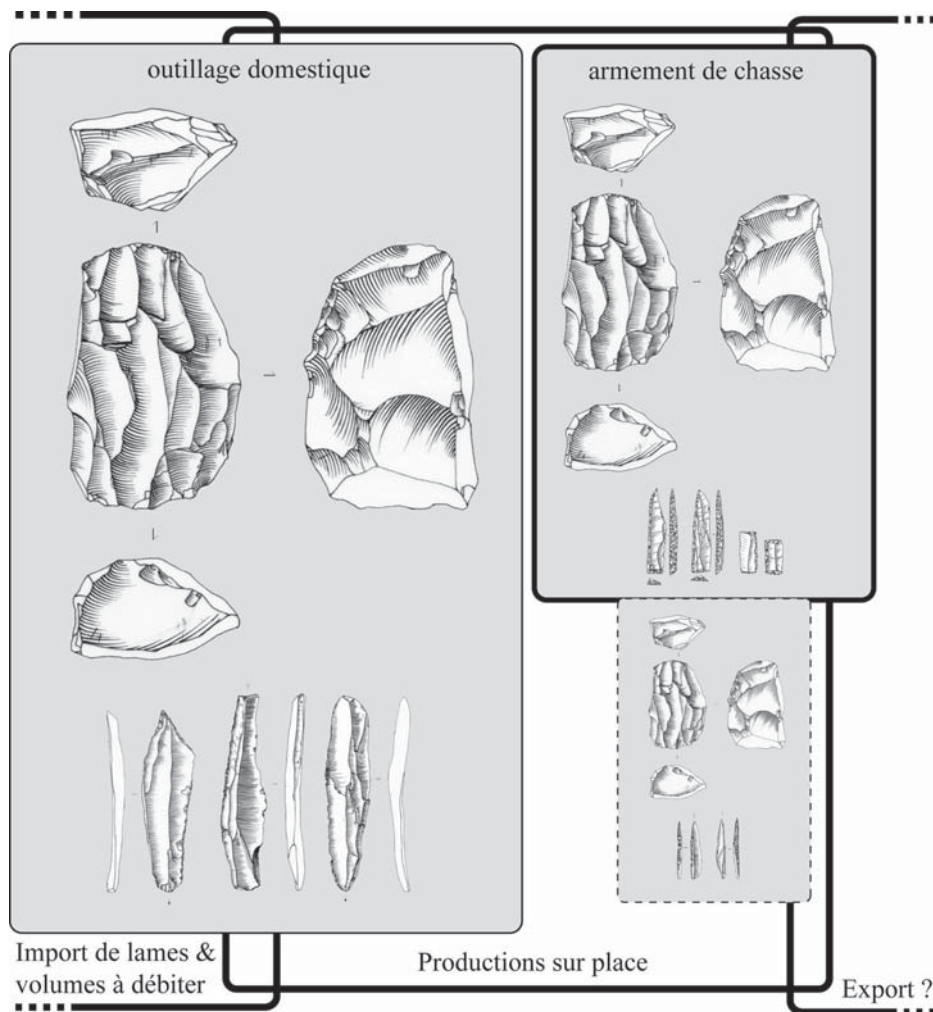 outillage domestique
armement de chasse
Import de lames &
volumes à débiter
Productions sur place
Export ?